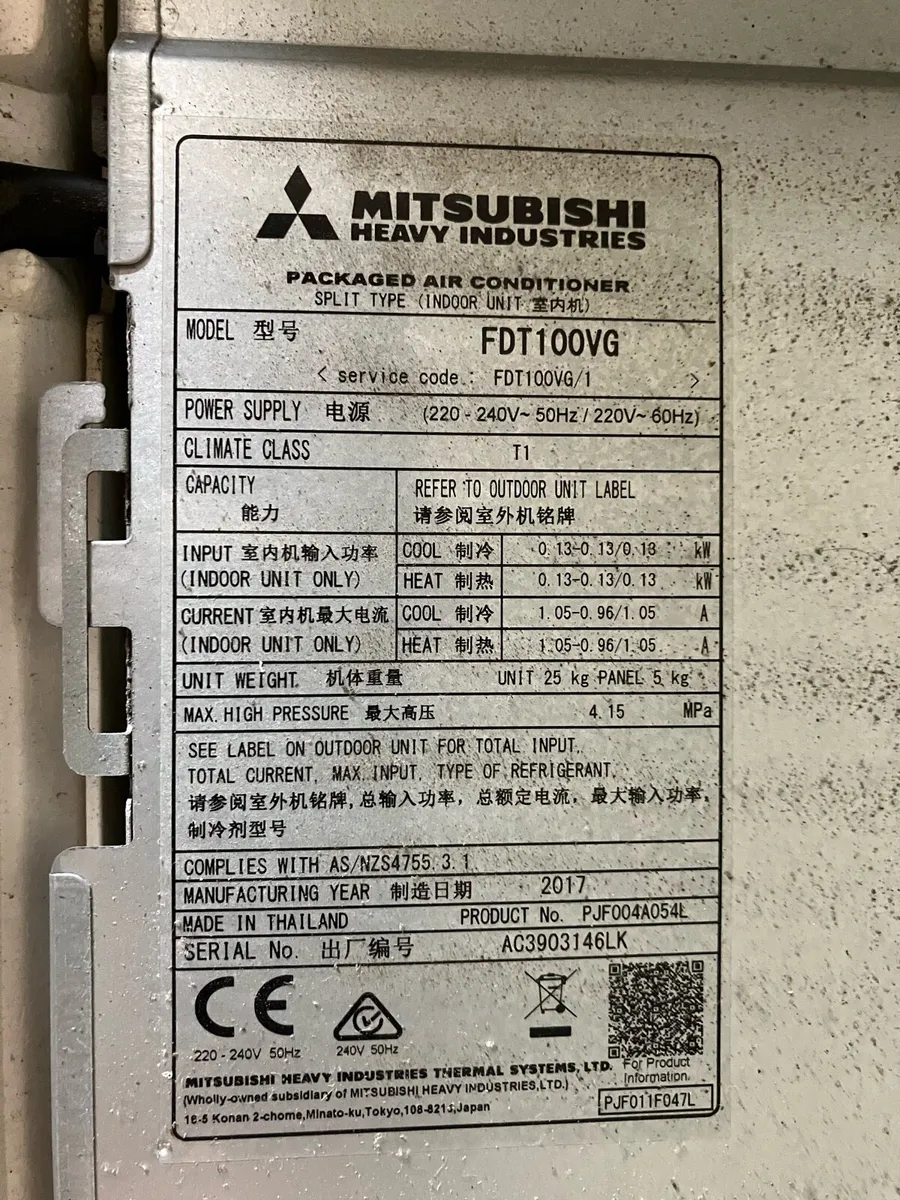 MITSUBISHI
HEAVY INDUSTRIES
PACKAGED AIR CONDITIONER
SPLIT TYPE (INDOOR UNIT 室内机)
MODEL 型号 FDT100VG
< service code : FDT100VG/1 >
POWER SUPPLY 电源 (220 - 240V~ 50Hz / 220V~ 60Hz)
CLIMATE CLASS T1
CAPACITY REFER TO OUTDOOR UNIT LABEL
能力 请参阅室外机铭牌
INPUT 室内机输入功率 COOL 制冷 0.13-0.13/0.13 kW
(INDOOR UNIT ONLY) HEAT 制热 0.13-0.13/0.13 kW
CURRENT 室内机最大电流 COOL 制冷 1.05-0.96/1.05 A
(INDOOR UNIT ONLY) HEAT 制热 1.05-0.96/1.05 A
UNIT WEIGHT 机体重量 UNIT 25 kg PANEL 5 kg
MAX. HIGH PRESSURE 最大高压 4.15 MPa
SEE LABEL ON OUTDOOR UNIT FOR TOTAL INPUT,
TOTAL CURRENT, MAX. INPUT, TYPE OF REFRIGERANT.
请参阅室外机铭牌,总输入功率, 总额定电流, 最大输入功率,
制冷剂型号
COMPLIES WITH AS/NZS4755.3.1
MANUFACTURING YEAR 制造日期 2017
MADE IN THAILAND PRODUCT No. PJF004A054L
SERIAL No. 出厂编号 AC3903146LK
CE
220 - 240V 50Hz 240V 50Hz
For Product
Information.
MITSUBISHI HEAVY INDUSTRIES THERMAL SYSTEMS, LTD.
(Wholly-owned subsidiary of MITSUBISHI HEAVY INDUSTRIES,LTD.)
16-5 Konan 2-chome,Minato-ku,Tokyo,108-8215,Japan
PJF011F047L